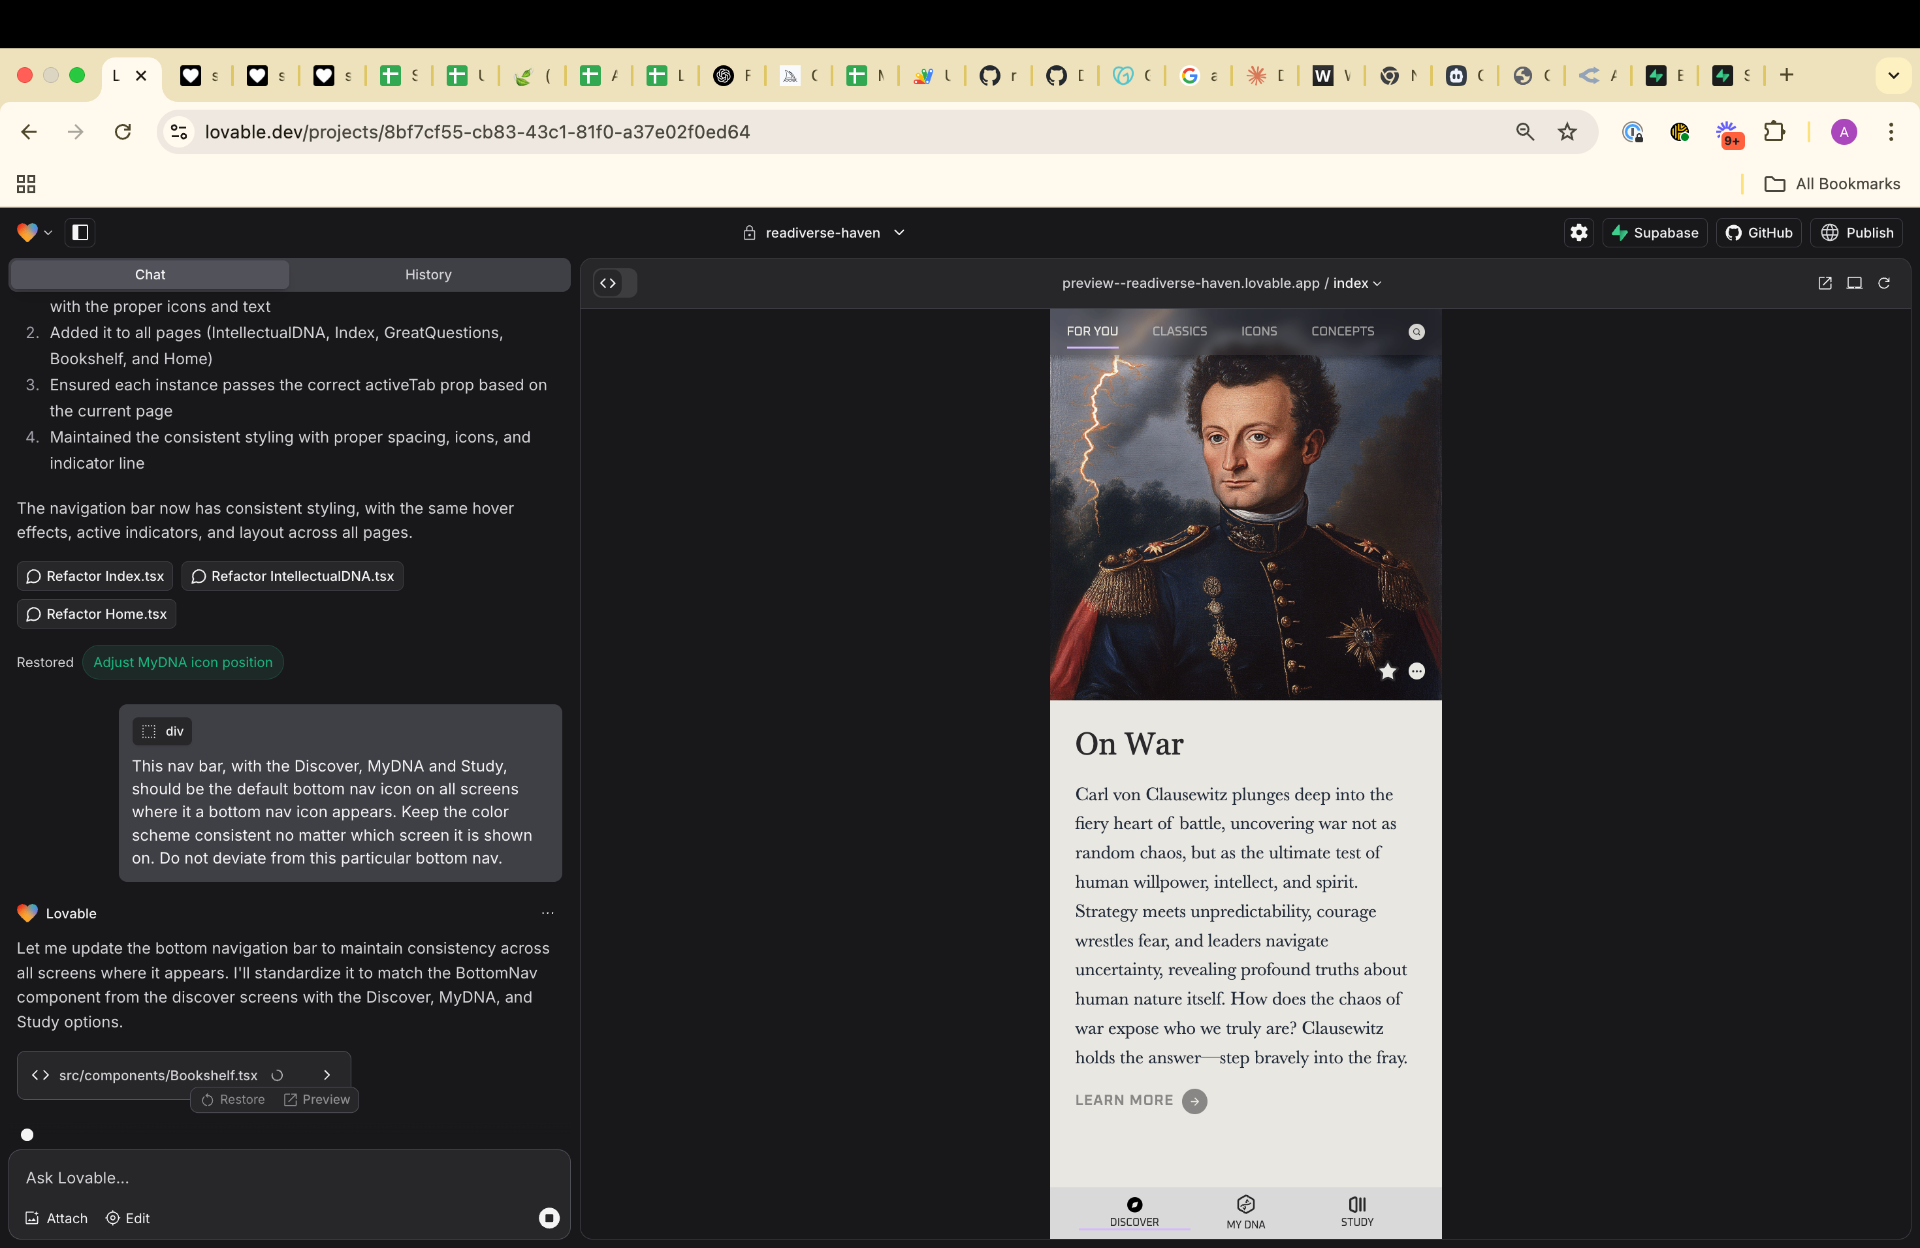 L
s
s
s
S
U
(
A
L
F
C
M
U
r
D
C
a
D
W
V
N
C
C
A
E
S
lovable.dev/projects/8bf7cf55-cb83-43c1-81f0-a37e02f0ed64
9+
A
All Bookmarks
readiverse-haven
Supabase
GitHub
Publish
Chat
History
with the proper icons and text
2. Added it to all pages (IntellectualDNA, Index, GreatQuestions,
Bookshelf, and Home)
3. Ensured each instance passes the correct activeTab prop based on
the current page
4. Maintained the consistent styling with proper spacing, icons, and
indicator line
The navigation bar now has consistent styling, with the same hover
effects, active indicators, and layout across all pages.
Refactor Index.tsx
Refactor IntellectualDNA.tsx
Refactor Home.tsx
Restored Adjust MyDNA icon position
div
This nav bar, with the Discover, MyDNA and Study,
should be the default bottom nav icon on all screens
where it a bottom nav icon appears. Keep the color
scheme consistent no matter which screen it is shown
on. Do not deviate from this particular bottom nav.
Lovable
Let me update the bottom navigation bar to maintain consistency across
all screens where it appears. I'll standardize it to match the BottomNav
component from the discover screens with the Discover, MyDNA, and
Study options.
src/components/Bookshelf.tsx
Restore Preview
Ask Lovable...
Attach Edit
preview--readiverse-haven.lovable.app / index
FOR YOU CLASSICS ICONS CONCEPTS
On War
Carl von Clausewitz plunges deep into the
fiery heart of battle, uncovering war not as
random chaos, but as the ultimate test of
human willpower, intellect, and spirit.
Strategy meets unpredictability, courage
wrestles fear, and leaders navigate
uncertainty, revealing profound truths about
human nature itself. How does the chaos of
war expose who we truly are? Clausewitz
holds the answer—step bravely into the fray.
LEARN MORE
DISCOVER
MY DNA
STUDY